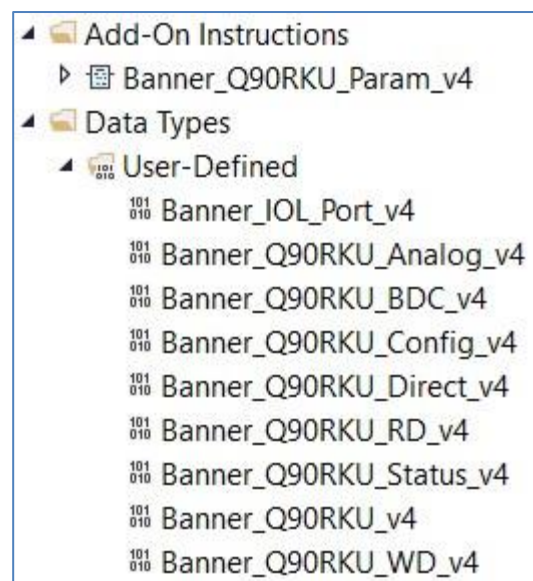 Add-On Instructions
Banner_Q90RKU_Param_v4
Data Types
User-Defined
Banner_IOL_Port_v4
Banner_Q90RKU_Analog_v4
Banner_Q90RKU_BDC_v4
Banner_Q90RKU_Config_v4
Banner_Q90RKU_Direct_v4
Banner_Q90RKU_RD_v4
Banner_Q90RKU_Status_v4
Banner_Q90RKU_v4
Banner_Q90RKU_WD_v4